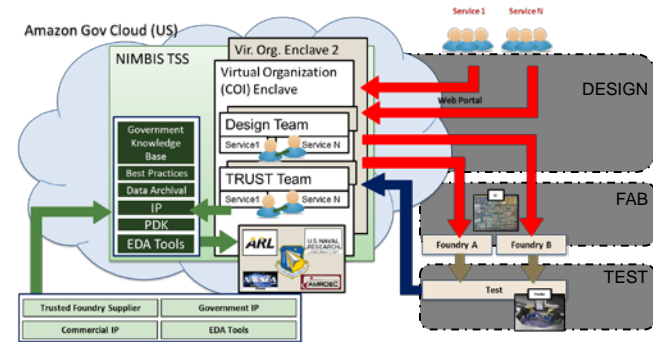 Service 1
Service N
Amazon Gov Cloud (US)
Vir. Org. Enclave 2
NIMBIS TSS
Virtual Organization
(COI) Enclave
DESIGN
Web Portal
Design Team
Service1
Service N
Government
Knowledge
Base
Best Practices
Data Archival
IP
PDK
EDA Tools
TRUST Team
Service1
Service N
FAB
Foundry A
Foundry B
ARL
U.S. NAVAL
RESEARCH
LABORATORY
NAVSEA
AMRDEC
TEST
Test
Trusted Foundry Supplier
Government IP
Commercial IP
EDA Tools